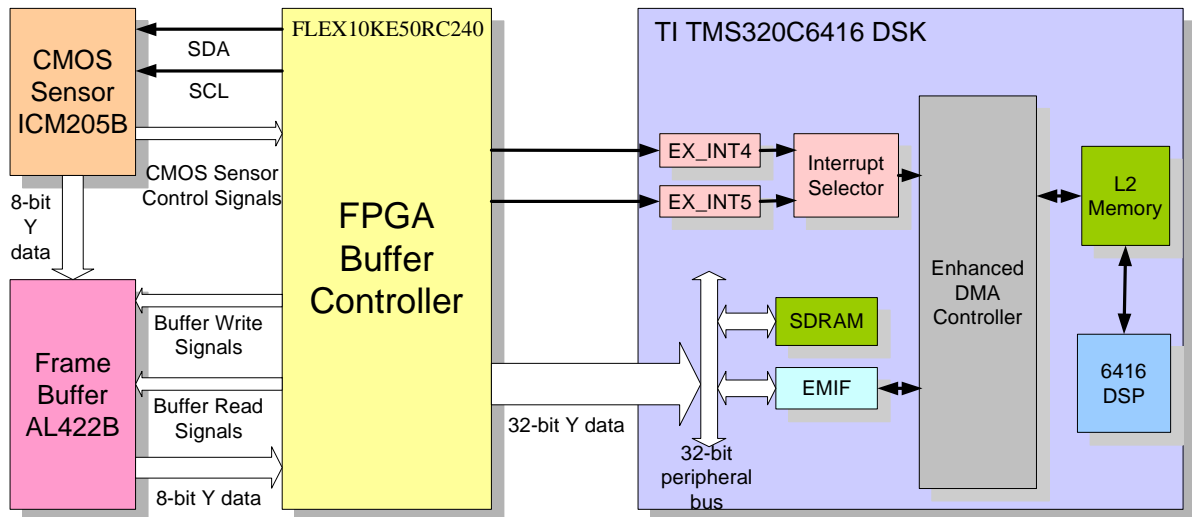 CMOS
Sensor
ICM205B
SDA
SCL
CMOS Sensor
Control Signals
8-bit
Y
data
Frame
Buffer
AL422B
Buffer Write
Signals
Buffer Read
Signals
8-bit Y data
FLEX10KE50RC240
FPGA
Buffer
Controller
32-bit Y data
TI TMS320C6416 DSK
EX_INT4
EX_INT5
Interrupt
Selector
SDRAM
EMIF
32-bit
peripheral
bus
Enhanced
DMA
Controller
L2
Memory
6416
DSP